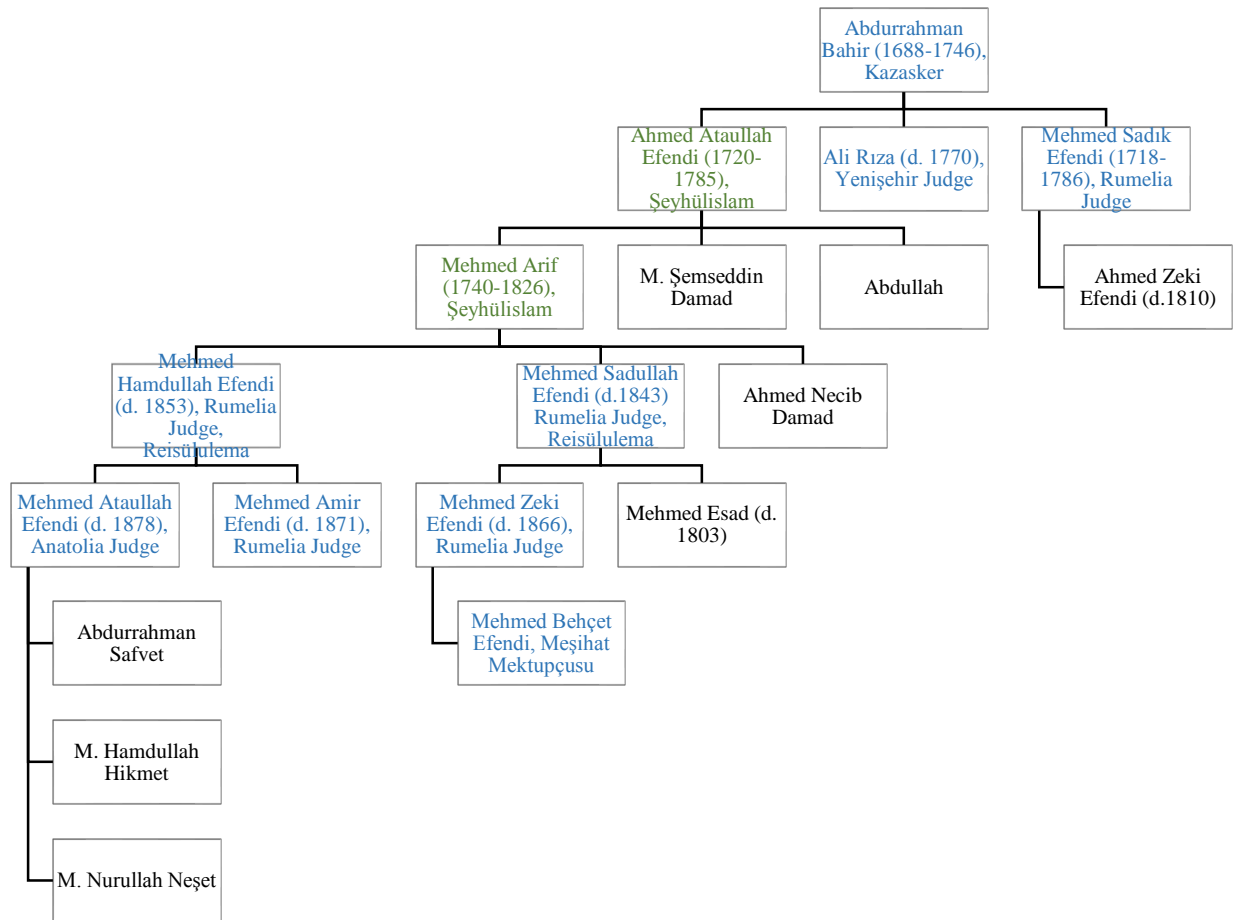 Abdurrahman
Bahir (1688-1746),
Kazasker
Ahmed Ataullah
Efendi (1720-
1785),
Şeyhülislam
Ali Rıza (d. 1770),
Yenişehir Judge
Mehmed Sadık
Efendi (1718-
1786), Rumelia
Judge
Mehmed Arif
(1740-1826),
Şeyhülislam
M. Şemseddin
Damad
Abdullah
Ahmed Zeki
Efendi (d.1810)
Mehmed
Hamdullah Efendi
(d. 1853), Rumelia
Judge,
Reisülulema
Mehmed Sadullah
Efendi (d.1843)
Rumelia Judge,
Reisülulema
Ahmed Necib
Damad
Mehmed Ataullah
Efendi (d. 1878),
Anatolia Judge
Mehmed Amir
Efendi (d. 1871),
Rumelia Judge
Mehmed Zeki
Efendi (d. 1866),
Rumelia Judge
Mehmed Esad (d.
1803)
Abdurrahman
Safvet
Mehmed Behçet
Efendi, Meşihat
Mektupçusu
M. Hamdullah
Hikmet
M. Nurullah Neşet